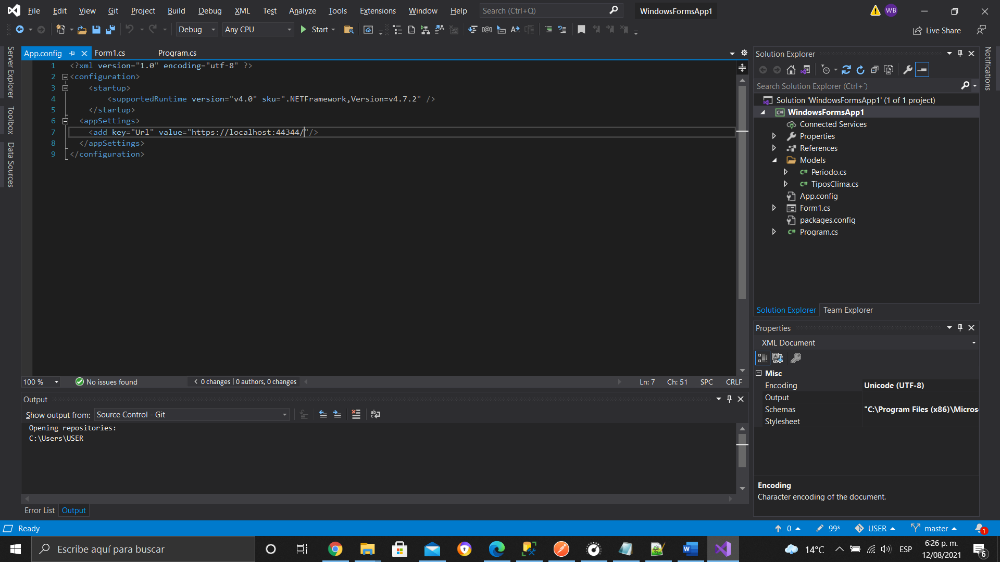 File Edit View Git Project Build Debug XML Test Analyze Tools Extensions Window Help Search (Ctrl+Q) WindowsFormsApp1 WB
Debug Any CPU Start Live Share
Server Explorer
Toolbox
Data Sources
App.config Form1.cs Program.cs
1 <?xml version="1.0" encoding="utf-8" ?>
2 <configuration>
3 <startup>
4 <supportedRuntime version="v4.0" sku=".NETFramework,Version=v4.7.2" />
5 </startup>
6 <appSettings>
7 <add key="Url" value="https://localhost:44344/"/>
8 </appSettings>
9 </configuration>
100 % No issues found 0 changes | 0 authors, 0 changes Ln: 7 Ch: 51 SPC CRLF
Output
Show output from: Source Control - Git
Opening repositories:
C:\Users\USER
Error List Output
Solution Explorer
Search Solution Explorer (Ctrl+´)
Solution 'WindowsFormsApp1' (1 of 1 project)
WindowsFormsApp1
Connected Services
Properties
References
Models
C# Periodo.cs
C# TiposClima.cs
App.config
Form1.cs
packages.config
C# Program.cs
Solution Explorer Team Explorer
Properties
XML Document
Misc
Encoding Unicode (UTF-8)
Output
Schemas "C:\Program Files (x86)\Micros
Stylesheet
Encoding
Character encoding of the document.
Notifications
Ready 0 99* USER master 1
Escribe aquí para buscar 14°C ESP 6:26 p. m.
12/08/2021 6